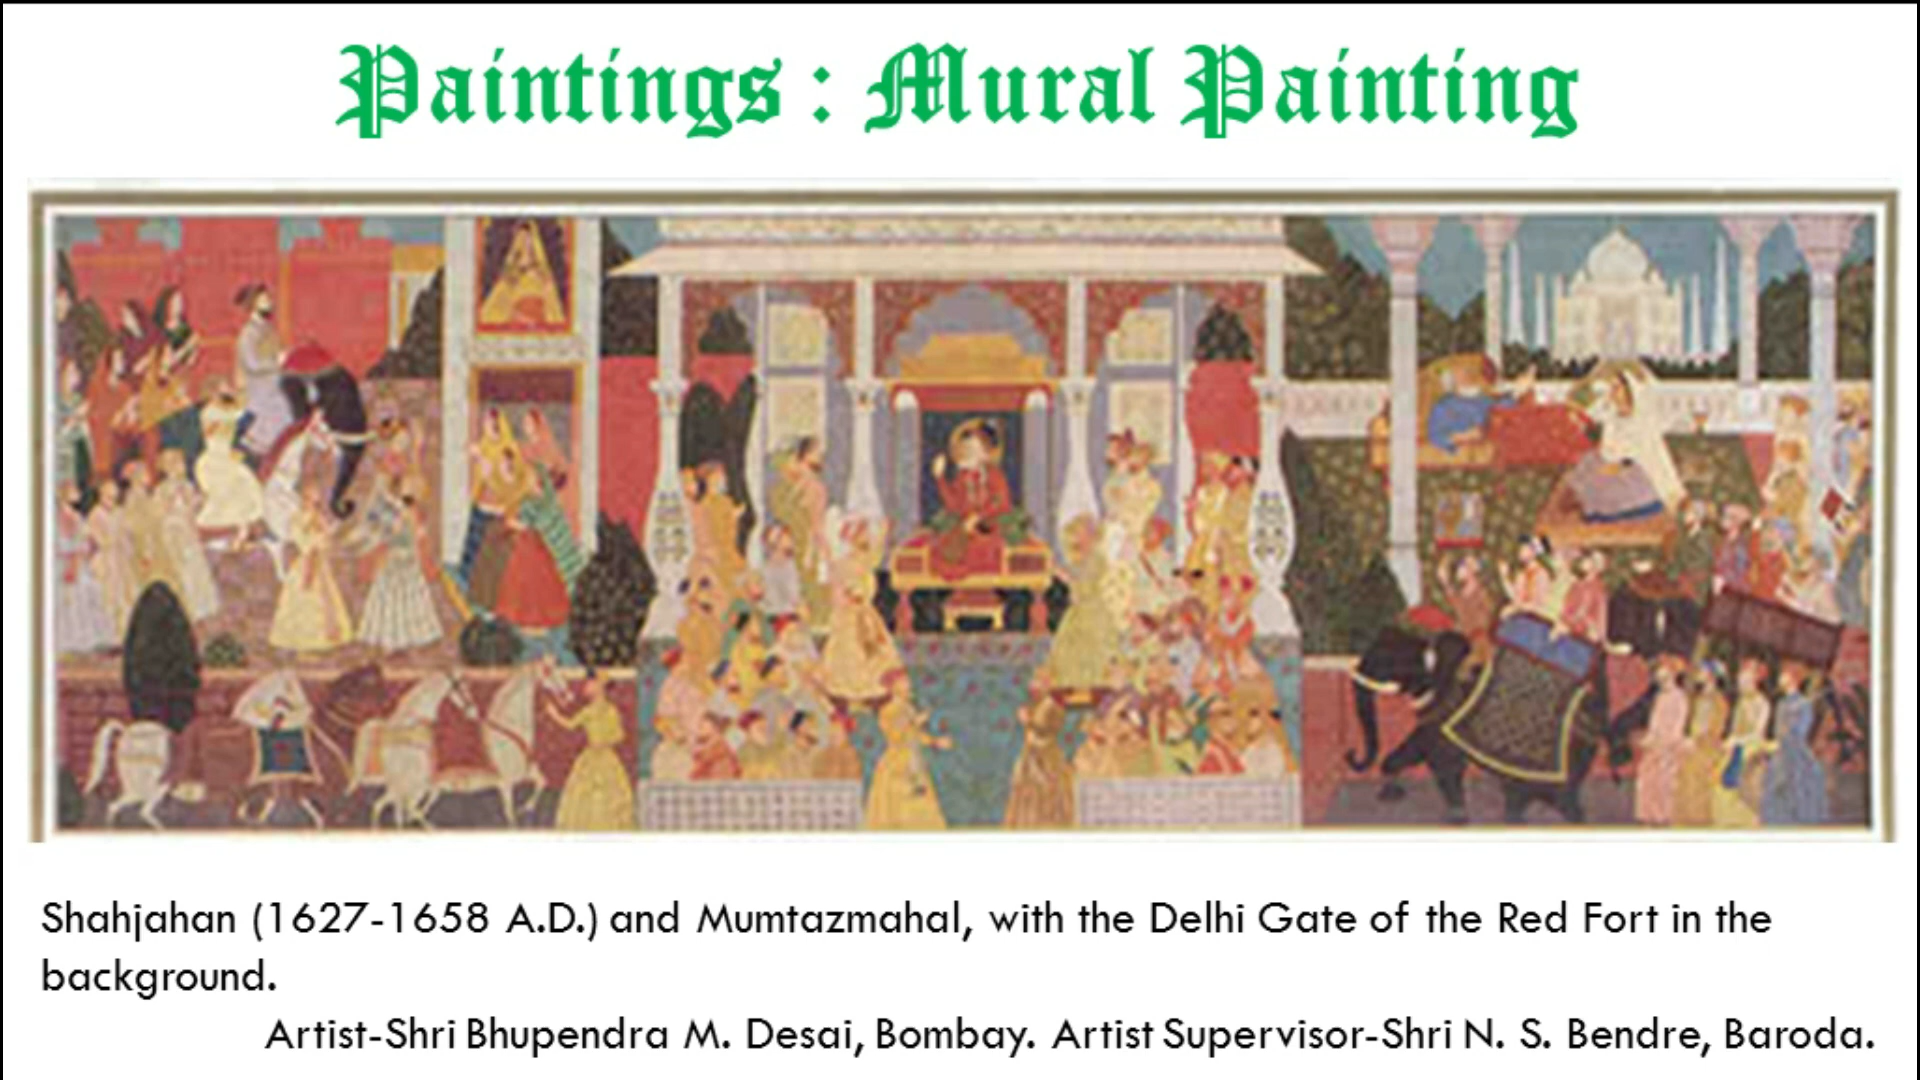 Paintings : Mural Painting
Shahjahan (1627-1658 A.D.) and Mumtazmahal, with the Delhi Gate of the Red Fort in the
background.
Artist-Shri Bhupendra M. Desai, Bombay. Artist Supervisor-Shri N. S. Bendre, Baroda.